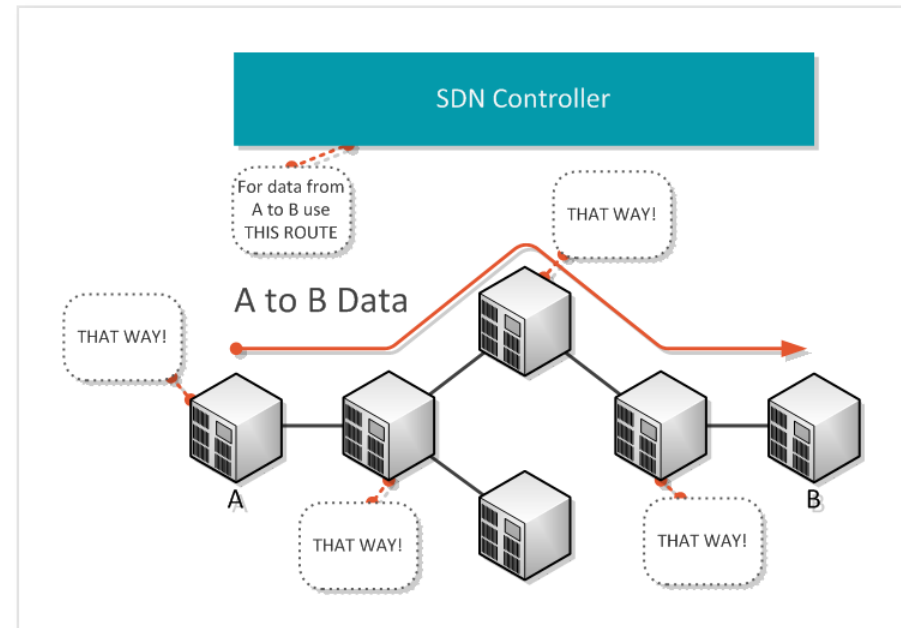 SDN Controller
For data from
A to B use
THIS ROUTE
THAT WAY!
A to B Data
THAT WAY!
A
B
THAT WAY!
THAT WAY!